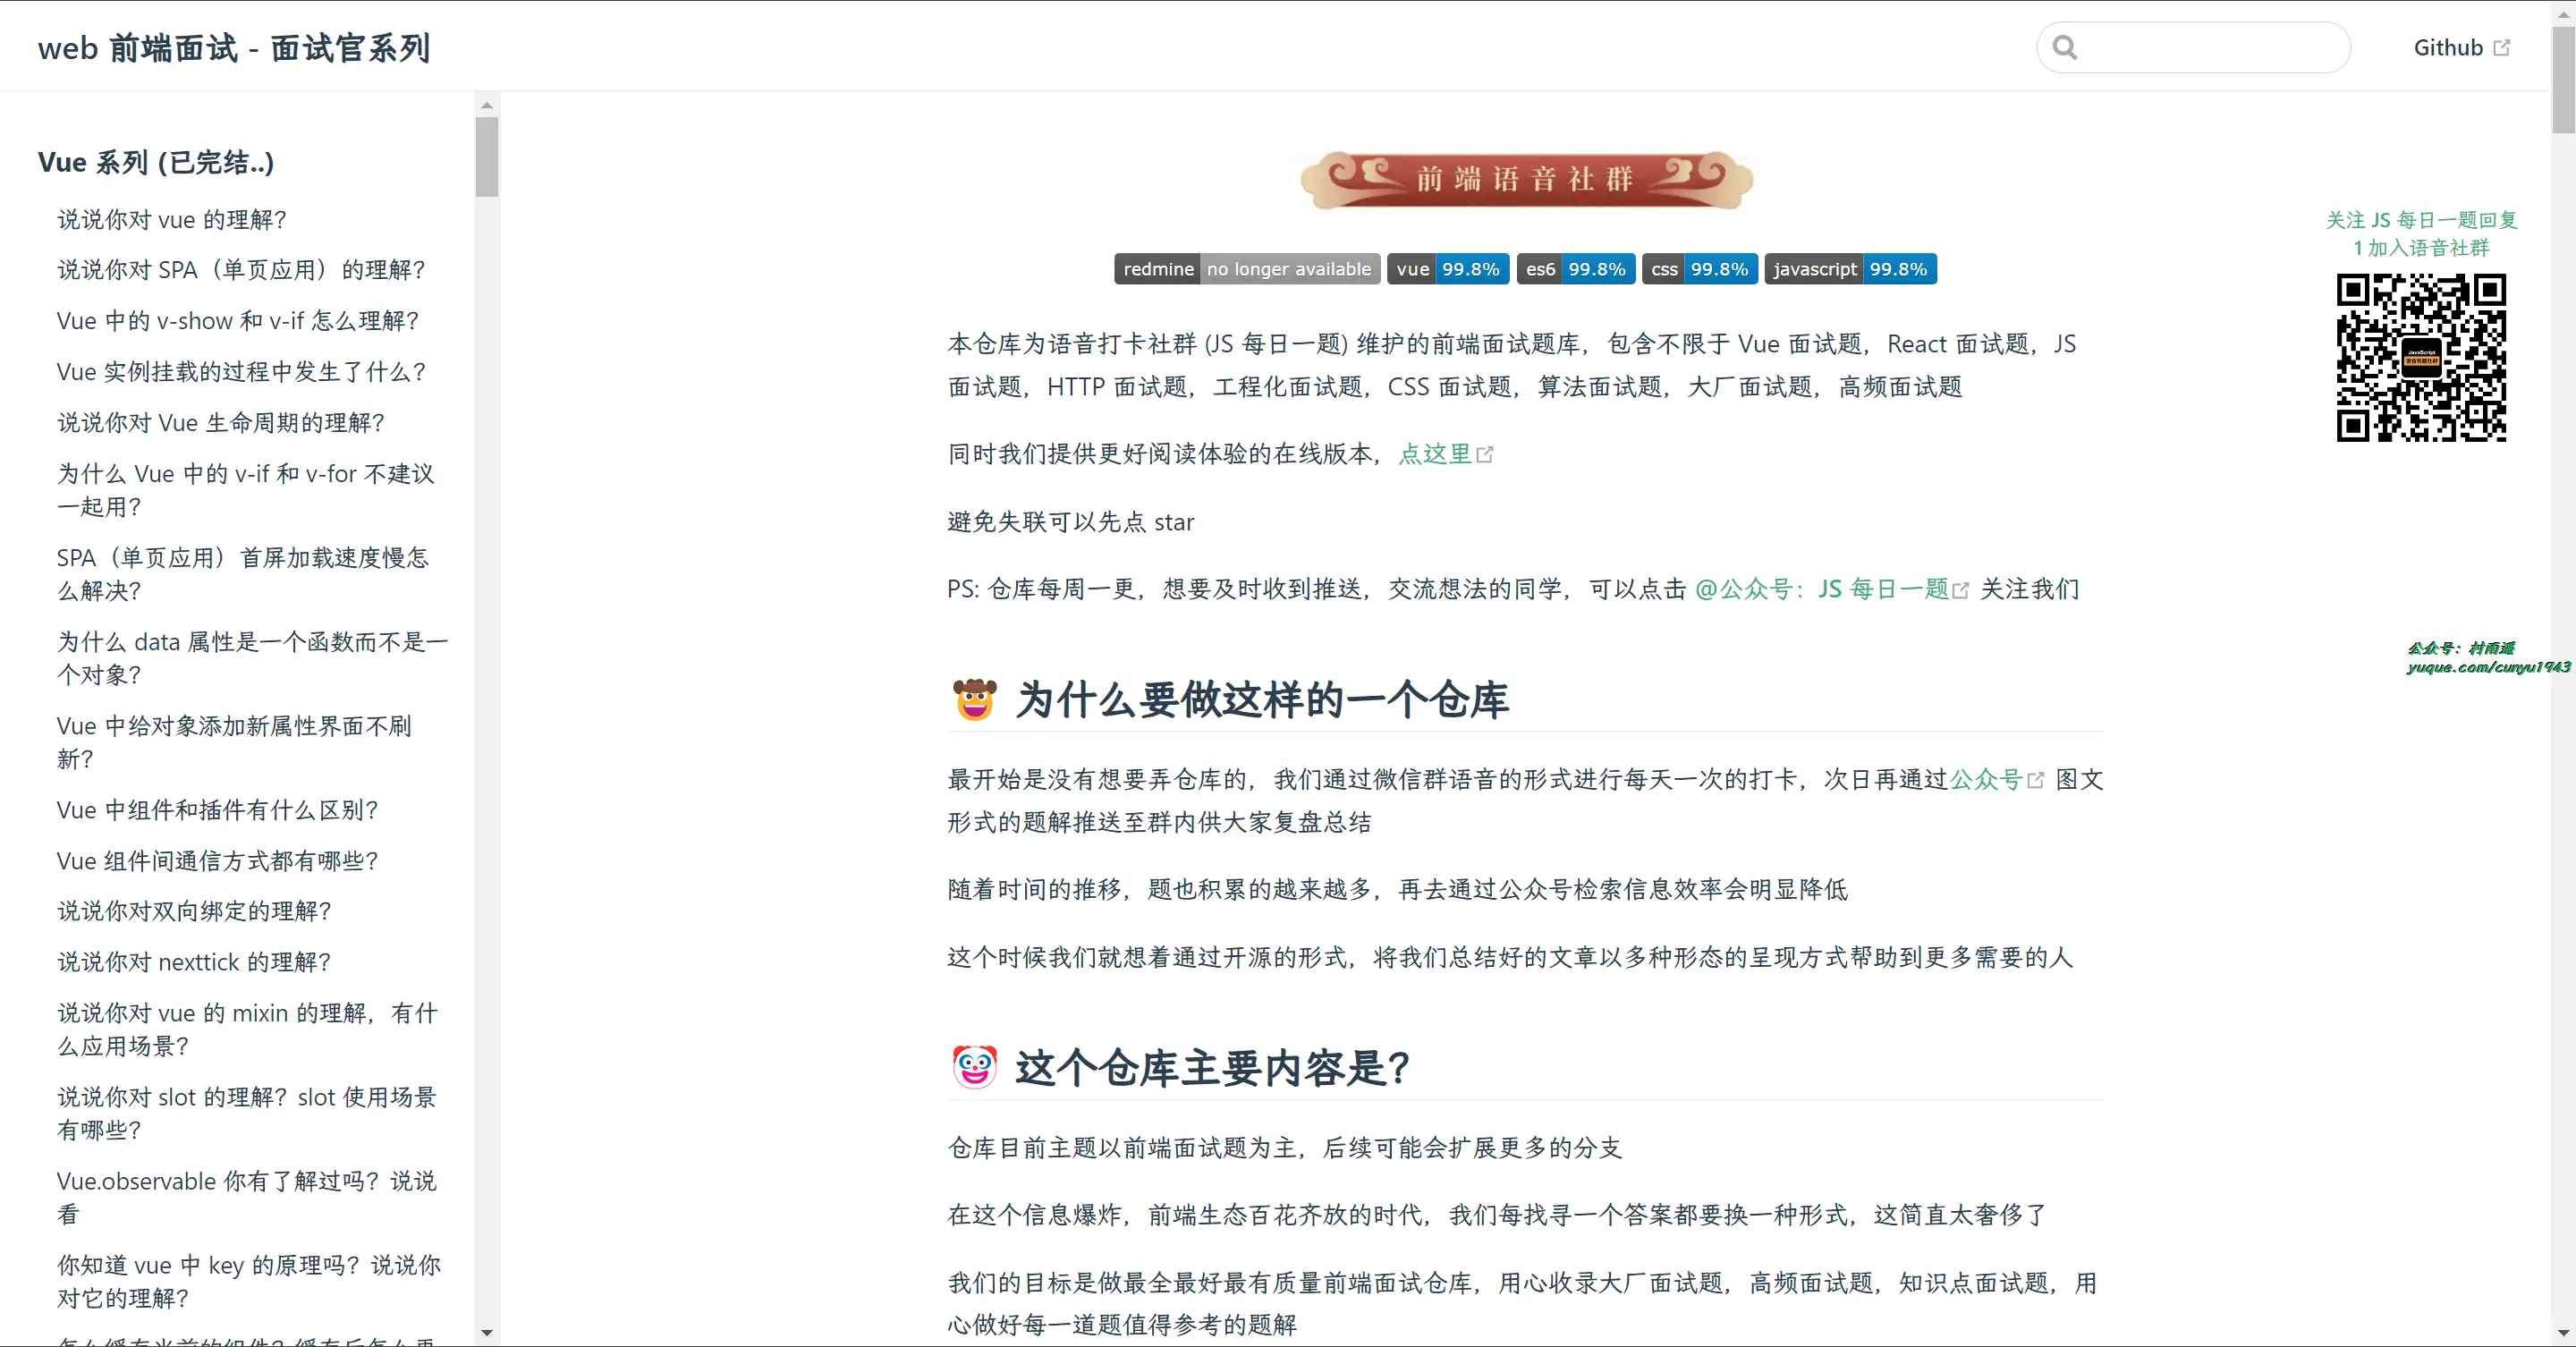 web 前端面试 - 面试官系列
Github
Vue 系列 (已完结..)
说说你对 vue 的理解?
说说你对 SPA（单页应用）的理解?
Vue 中的 v-show 和 v-if 怎么理解?
Vue 实例挂载的过程中发生了什么?
说说你对 Vue 生命周期的理解?
为什么 Vue 中的 v-if 和 v-for 不建议
一起用?
SPA（单页应用）首屏加载速度慢怎
么解决?
为什么 data 属性是一个函数而不是一
个对象?
Vue 中给对象添加新属性界面不刷
新?
Vue 中组件和插件有什么区别?
Vue 组件间通信方式都有哪些?
说说你对双向绑定的理解?
说说你对 nexttick 的理解?
说说你对 vue 的 mixin 的理解，有什
么应用场景?
说说你对 slot 的理解? slot 使用场景
有哪些?
Vue.observable 你有了解过吗? 说说
看
你知道 vue 中 key 的原理吗? 说说你
对它的理解?
怎么缓存当前的组件? 缓存后怎么更
前端语音社群
redmine no longer available vue 99.8% es6 99.8% css 99.8% javascript 99.8%
本仓库为语音打卡社群 (JS 每日一题) 维护的前端面试题库，包含不限于 Vue 面试题，React 面试题，JS
面试题，HTTP 面试题，工程化面试题，CSS 面试题，算法面试题，大厂面试题，高频面试题
同时我们提供更好阅读体验的在线版本，点这里
避免失联可以先点 star
PS: 仓库每周一更，想要及时收到推送，交流想法的同学，可以点击 @公众号：JS 每日一题 关注我们
为什么要做这样的一个仓库
最开始是没有想要弄仓库的，我们通过微信群语音的形式进行每天一次的打卡，次日再通过公众号 图文
形式的题解推送至群内供大家复盘总结
随着时间的推移，题也积累的越来越多，再去通过公众号检索信息效率会明显降低
这个时候我们就想着通过开源的形式，将我们总结好的文章以多种形态的呈现方式帮助到更多需要的人
这个仓库主要内容是?
仓库目前主题以前端面试题为主，后续可能会扩展更多的分支
在这个信息爆炸，前端生态百花齐放的时代，我们每找寻一个答案都要换一种形式，这简直太奢侈了
我们的目标是做最全最好最有质量前端面试仓库，用心收录大厂面试题，高频面试题，知识点面试题，用
心做好每一道题值得参考的题解
关注 JS 每日一题回复
1 加入语音社群
JavaScript
公众号：村雨遥
yuque.com/cunyu1943